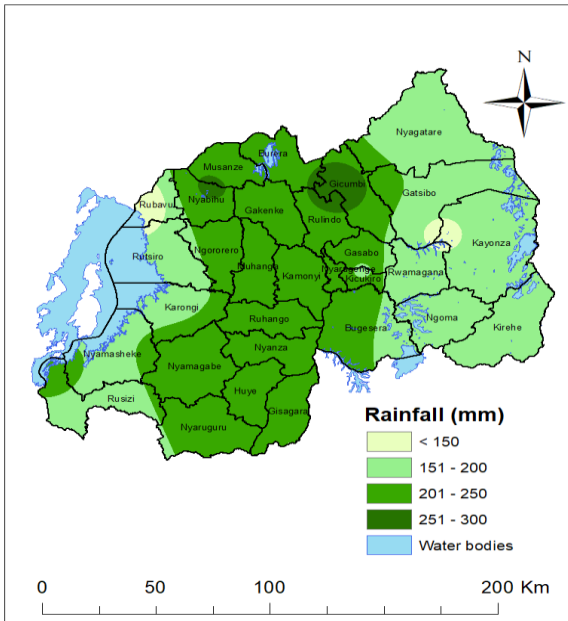 N
Nyagatare
Burera
Musanze
Gicumbi
Gatsibo
Rubavu
Nyabihu
Gakenke
Rulindo
Kayonza
Rutsiro
Ngororero
Muhanga
Gasabo
Nyarugenge
Rwamagana
Kamonyi
Kicukiro
Karongi
Ruhango
Bugesera
Ngoma
Kirehe
Nyamasheke
Nyanza
Nyamagabe
Rusizi
Huye
Gisagara
Nyaruguru
Rainfall (mm)
< 150
151 - 200
201 - 250
251 - 300
Water bodies
0 50 100 200 Km